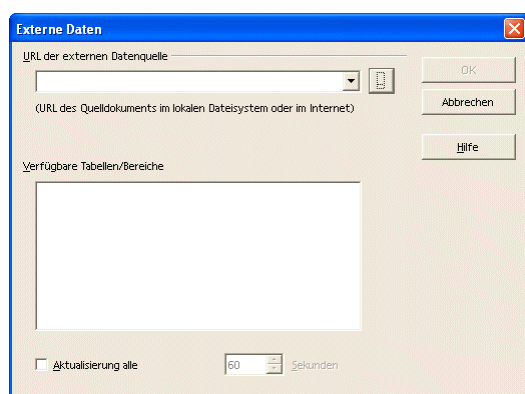 Externe Daten
URL der externen Datenquelle
OK
(URL des Quelldokuments im lokalen Dateisystem oder im Internet)
Abbrechen
Hilfe
Verfügbare Tabellen/Bereiche
Aktualisierung alle 60 Sekunden